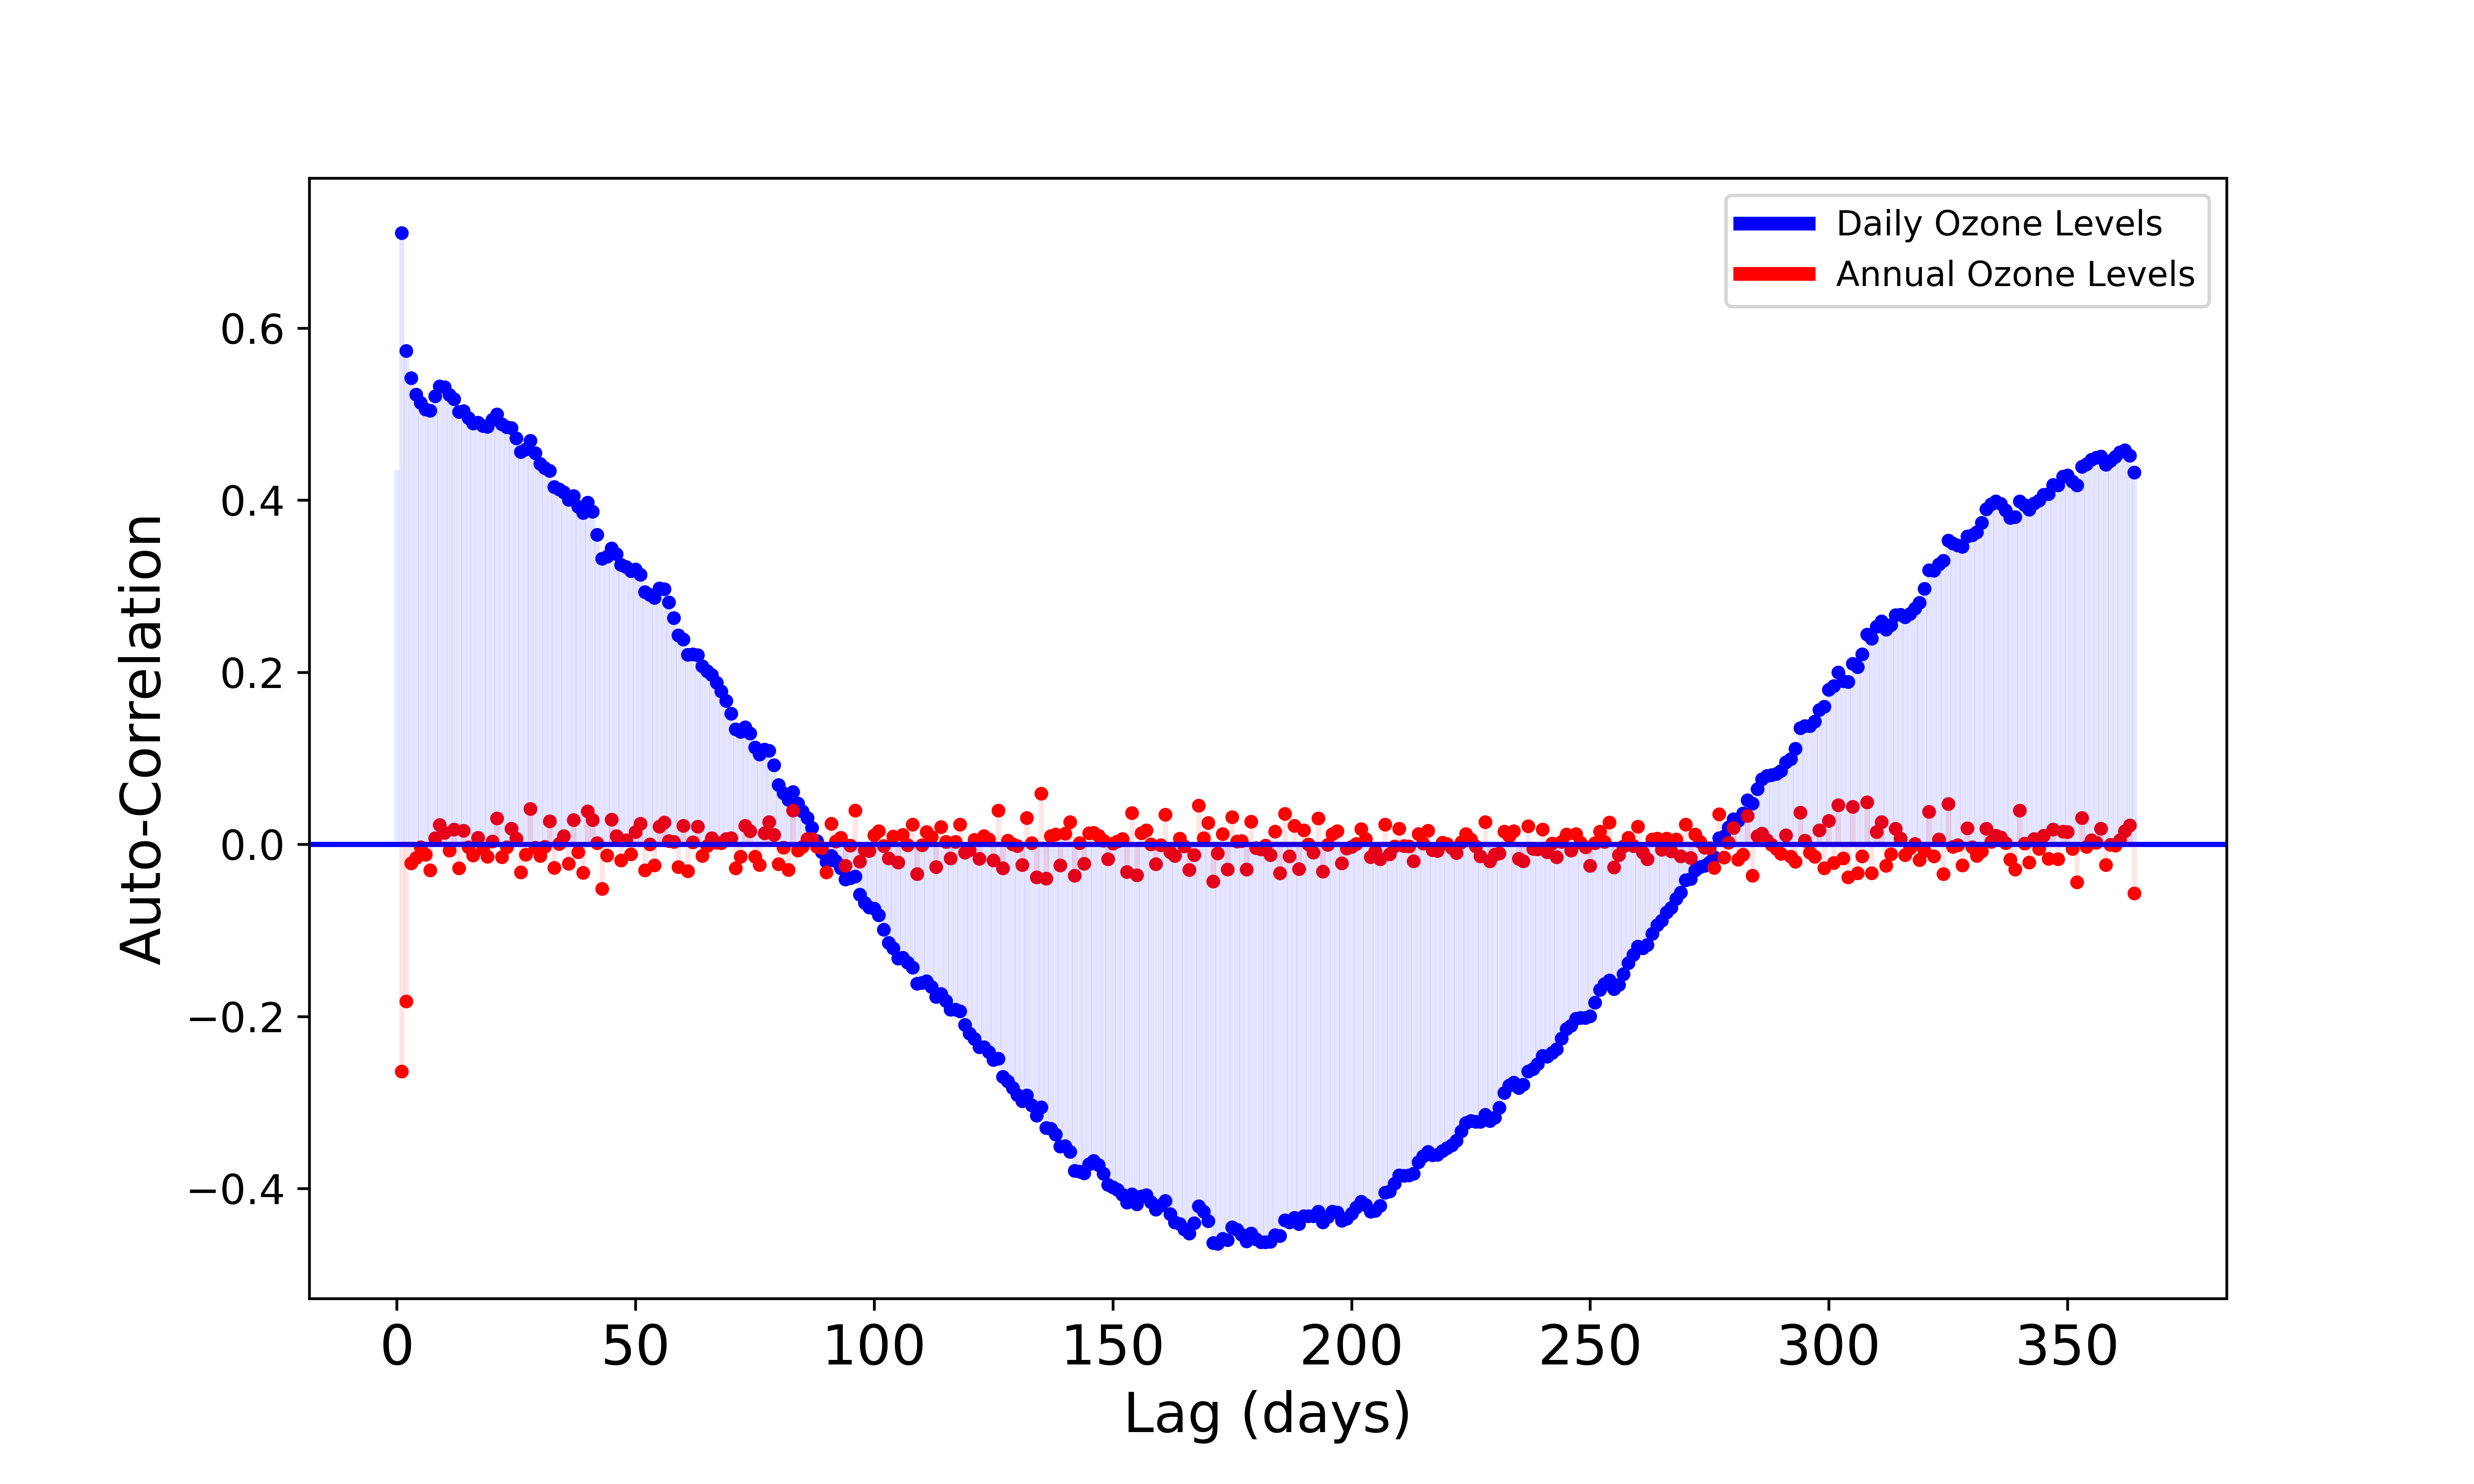 Daily Ozone Levels
Annual Ozone Levels
0.6
0.4
0.2
0.0
−0.2
−0.4
Auto-Correlation
0 50 100 150 200 250 300 350
Lag (days)